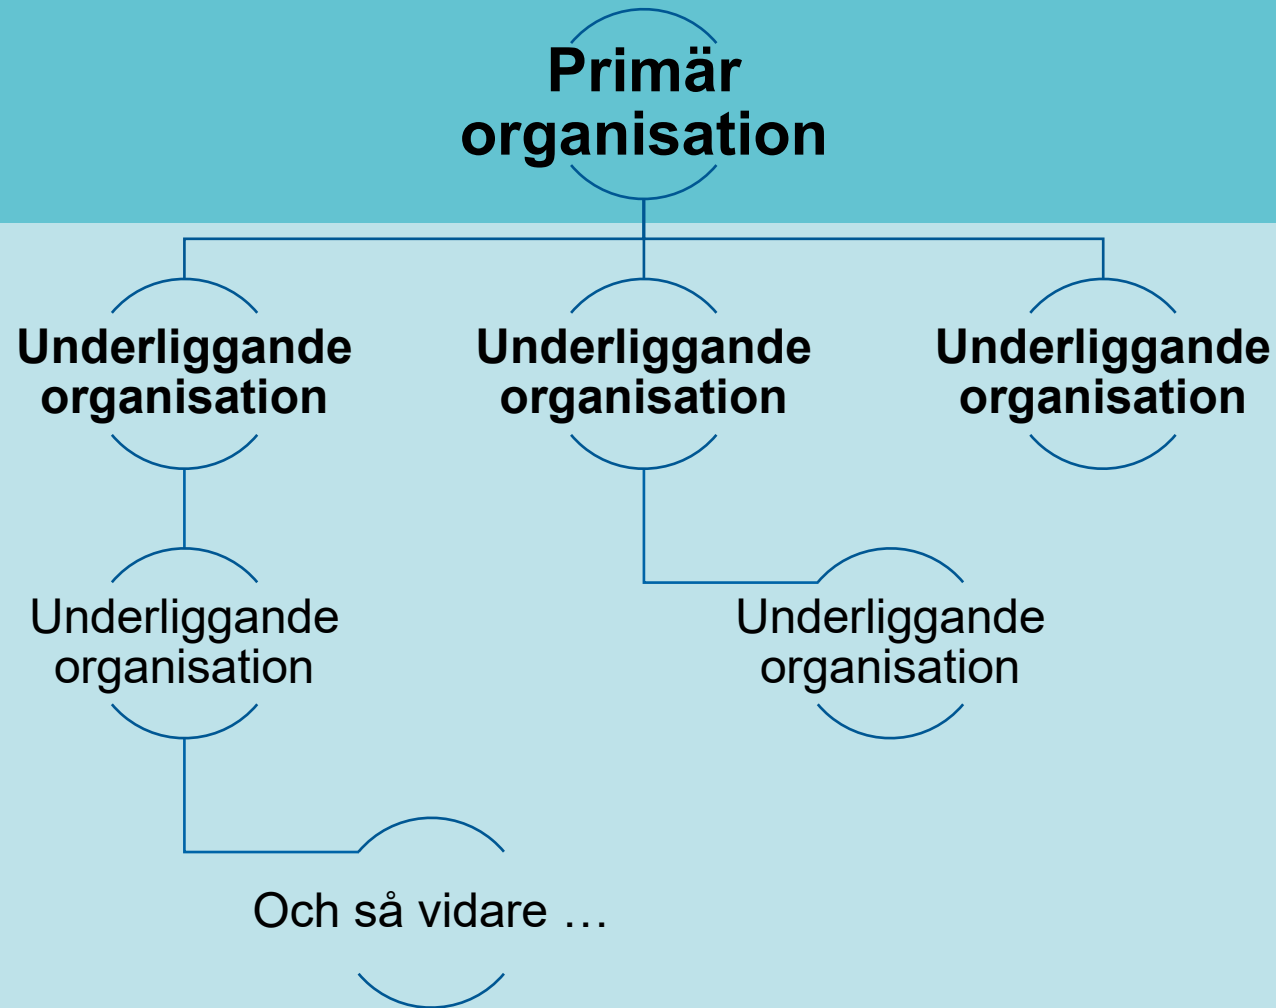 Primär
organisation
Underliggande
organisation
Underliggande
organisation
Underliggande
organisation
Underliggande
organisation
Underliggande
organisation
Och så vidare …